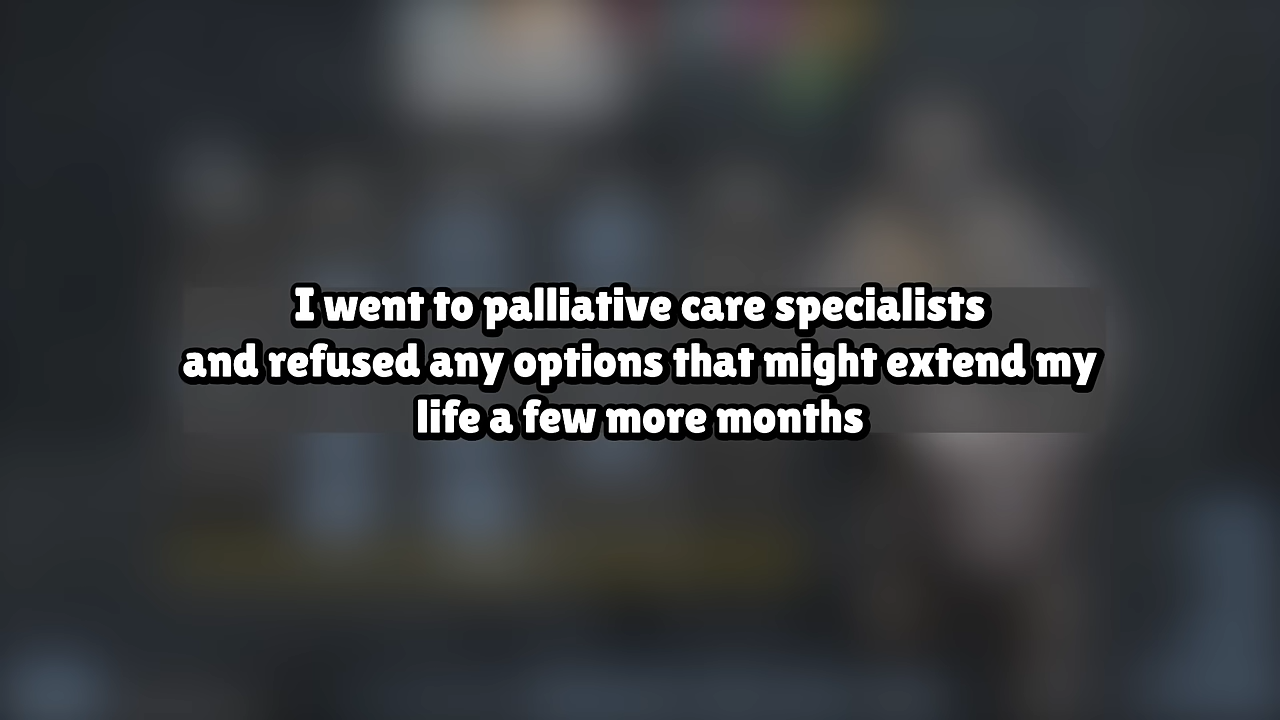 I went to palliative care specialists
and refused any options that might extend my
life a few more months